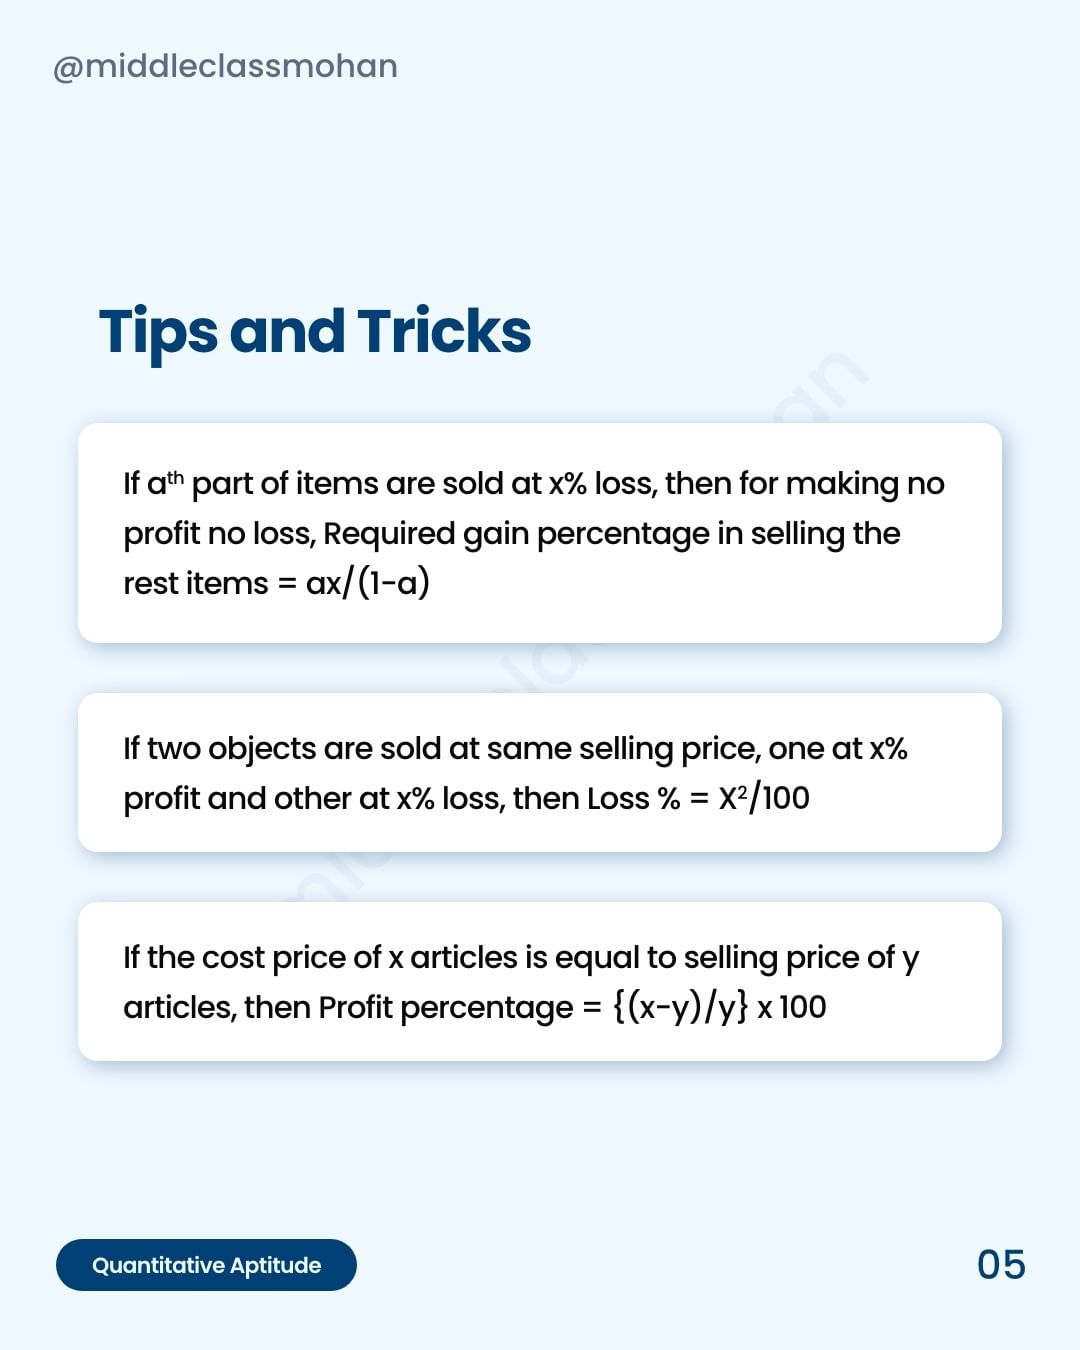 @middleclassmohan
Tips and Tricks
If aᵗʰ part of items are sold at x% loss, then for making no
profit no loss, Required gain percentage in selling the
rest items = ax/(1-a)
If two objects are sold at same selling price, one at x%
profit and other at x% loss, then Loss % = X²/100
If the cost price of x articles is equal to selling price of y
articles, then Profit percentage = {(x-y)/y} x 100
Quantitative Aptitude
05